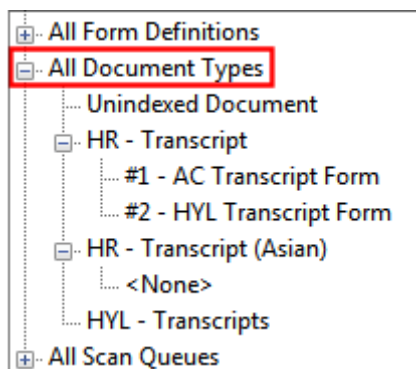 All Form Definitions
All Document Types
Unindexed Document
HR - Transcript
#1 - AC Transcript Form
#2 - HYL Transcript Form
HR - Transcript (Asian)
<None>
HYL - Transcripts
All Scan Queues